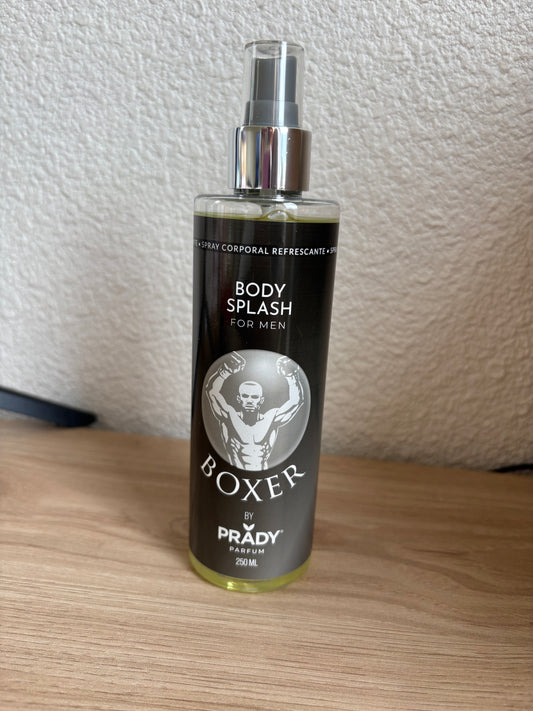 • SPRAY CORPORAL REFRESCANTE •
BODY
SPLASH
FOR MEN
BOXER
BY
PRADY®
PARFUM
250 ML